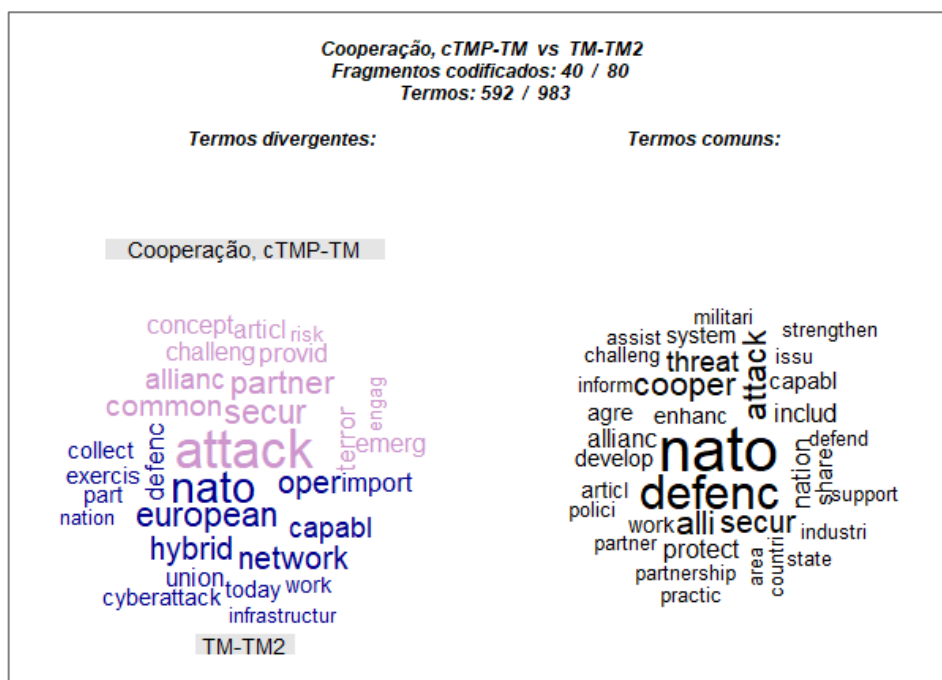 Cooperação, cTMP-TM vs TM-TM2
Fragmentos codificados: 40 / 80
Termos: 592 / 983
Termos divergentes:
Termos comuns:
Cooperação, cTMP-TM
concept articl risk
challeng provid
allianc partner engag
common secur terror
attack emerg
collect defenc
exercis nato oper import
part
nation european capabl
hybrid network
union today work
cyberattack
infrastructur
TM-TM2
militari
assist system attack strengthen
challeng threat issu
inform cooper capabl
agre enhanc includ
allianc nato nation defend
develop share
articl defenc support
polici
work alli secur industri
partner protect area countri state
partnership
practic